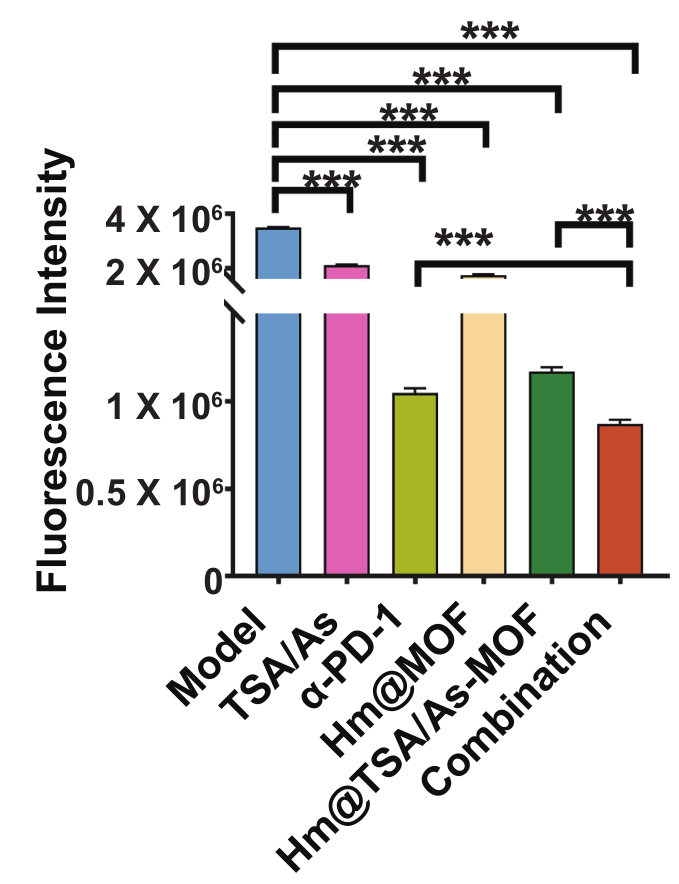 ***
***
***
***
***
***
***
Fluorescence Intensity
4 X 10⁶
2 X 10⁶
1 X 10⁶
0.5 X 10⁶
0
Model
TSA/As
α-PD-1
Hm@MOF
Hm@TSA/As-MOF
Combination